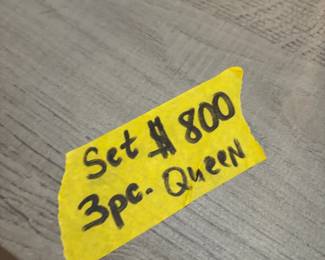 Set $ 800
3pc. Queen